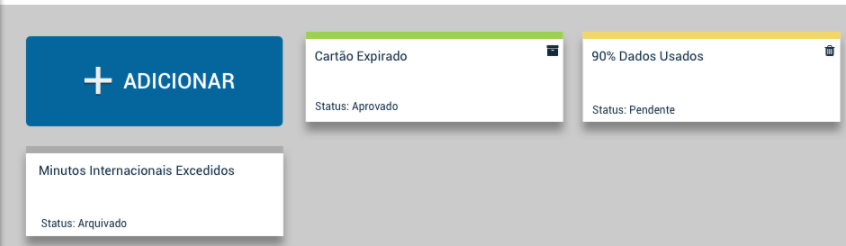 ADICIONAR
Cartão Expirado
Status: Aprovado
90% Dados Usados
Status: Pendente
Minutos Internacionais Excedidos
Status: Arquivado